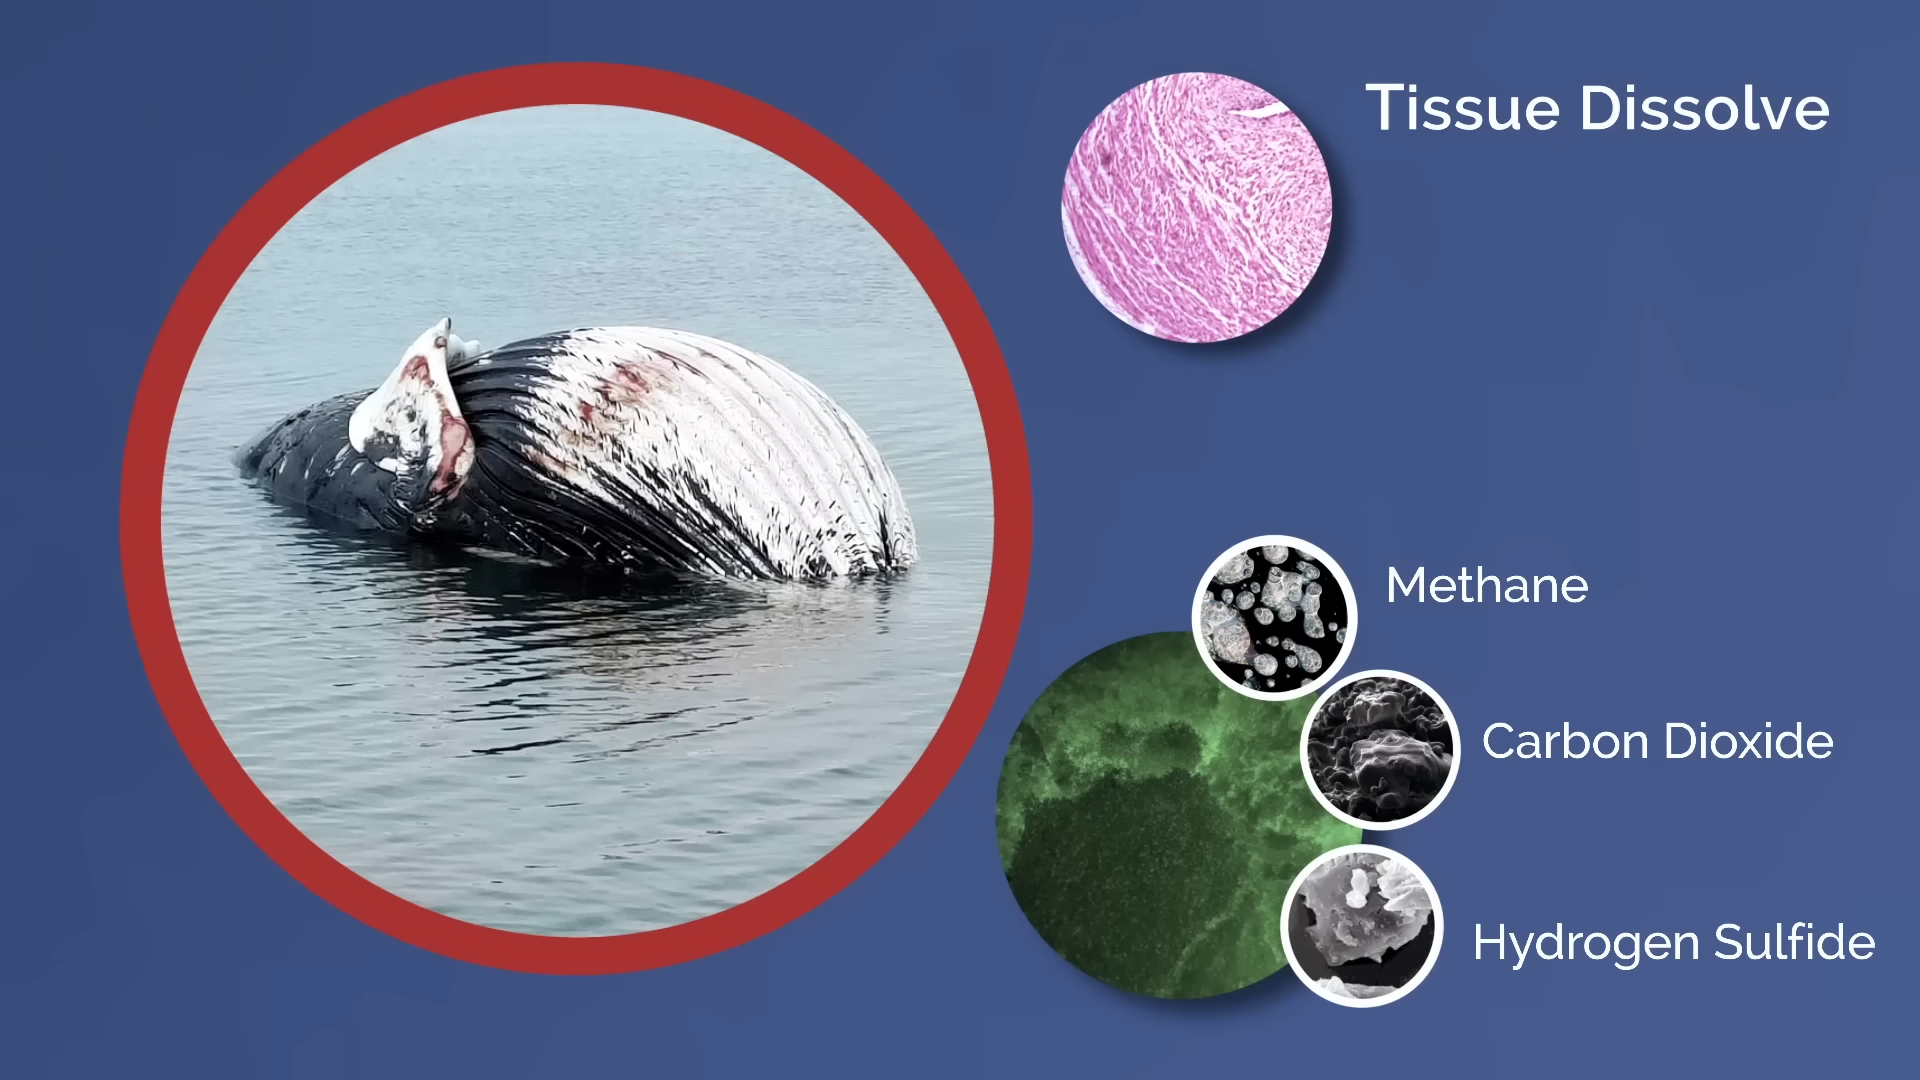 Tissue Dissolve
Methane
Carbon Dioxide
Hydrogen Sulfide